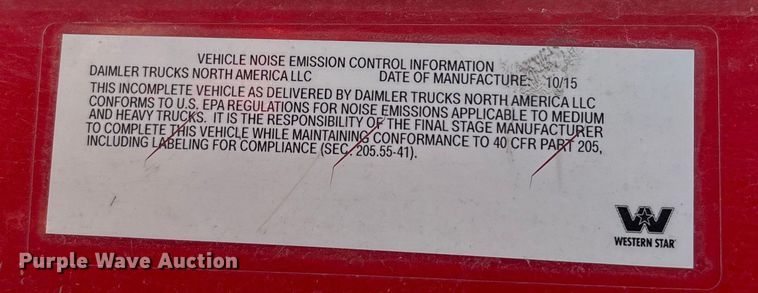 VEHICLE NOISE EMISSION CONTROL INFORMATION
DAIMLER TRUCKS NORTH AMERICA LLC DATE OF MANUFACTURE: 10/15
THIS INCOMPLETE VEHICLE AS DELIVERED BY DAIMLER TRUCKS NORTH AMERICA LLC
CONFORMS TO U.S. EPA REGULATIONS FOR NOISE EMISSIONS APPLICABLE TO MEDIUM
AND HEAVY TRUCKS. IT IS THE RESPONSIBILITY OF THE FINAL STAGE MANUFACTURER
TO COMPLETE THIS VEHICLE WHILE MAINTAINING CONFORMANCE TO 40 CFR PART 205,
INCLUDING LABELING FOR COMPLIANCE (SEC. 205.55-41).
WESTERN STAR
Purple Wave Auction